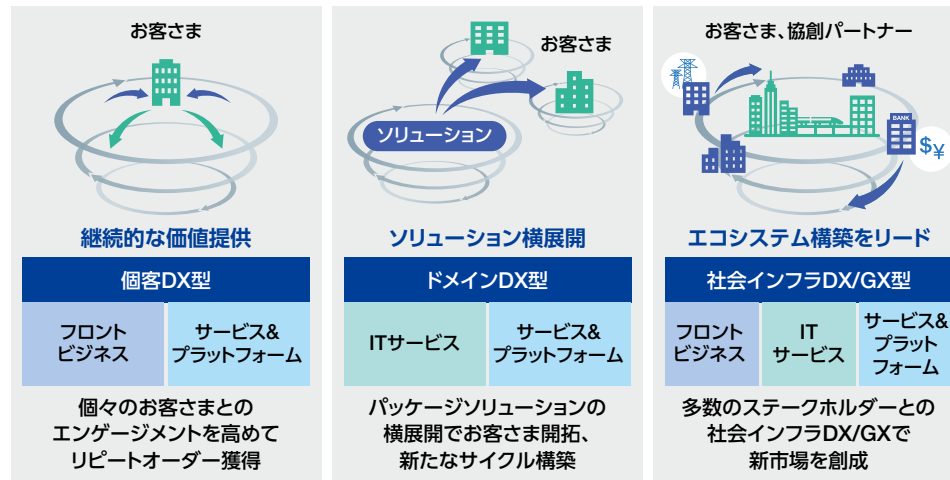 お客さま
継続的な価値提供
個客DX型
フロント
ビジネス
サービス&
プラットフォーム
個々のお客さまとの
エンゲージメントを高めて
リピートオーダー獲得
お客さま
ソリューション
ソリューション横展開
ドメインDX型
ITサービス
サービス&
プラットフォーム
パッケージソリューションの
横展開でお客さま開拓、
新たなサイクル構築
お客さま、協創パートナー
BANK
$¥
エコシステム構築をリード
社会インフラDX/GX型
フロント
ビジネス
IT
サービス
サービス&
プラット
フォーム
多数のステークホルダーとの
社会インフラDX/GXで
新市場を創成